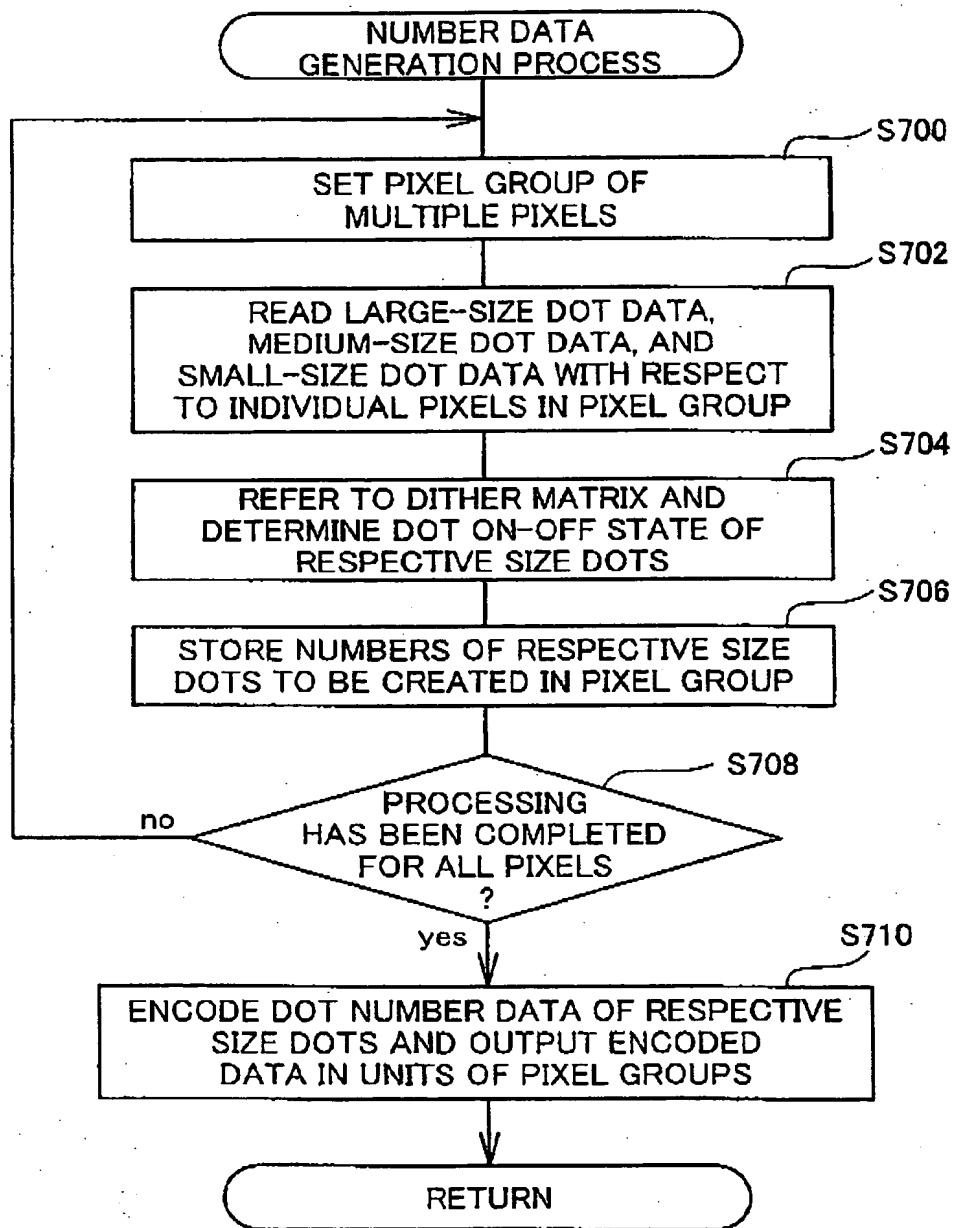 NUMBER DATA
GENERATION PROCESS
S700
SET PIXEL GROUP OF
MULTIPLE PIXELS
S702
READ LARGE-SIZE DOT DATA,
MEDIUM-SIZE DOT DATA, AND
SMALL-SIZE DOT DATA WITH RESPECT
TO INDIVIDUAL PIXELS IN PIXEL GROUP
S704
REFER TO DITHER MATRIX AND
DETERMINE DOT ON-OFF STATE OF
RESPECTIVE SIZE DOTS
S706
STORE NUMBERS OF RESPECTIVE SIZE
DOTS TO BE CREATED IN PIXEL GROUP
S708
PROCESSING
no
HAS BEEN COMPLETED
FOR ALL PIXELS
?
yes
S710
ENCODE DOT NUMBER DATA OF RESPECTIVE
SIZE DOTS AND OUTPUT ENCODED
DATA IN UNITS OF PIXEL GROUPS
RETURN